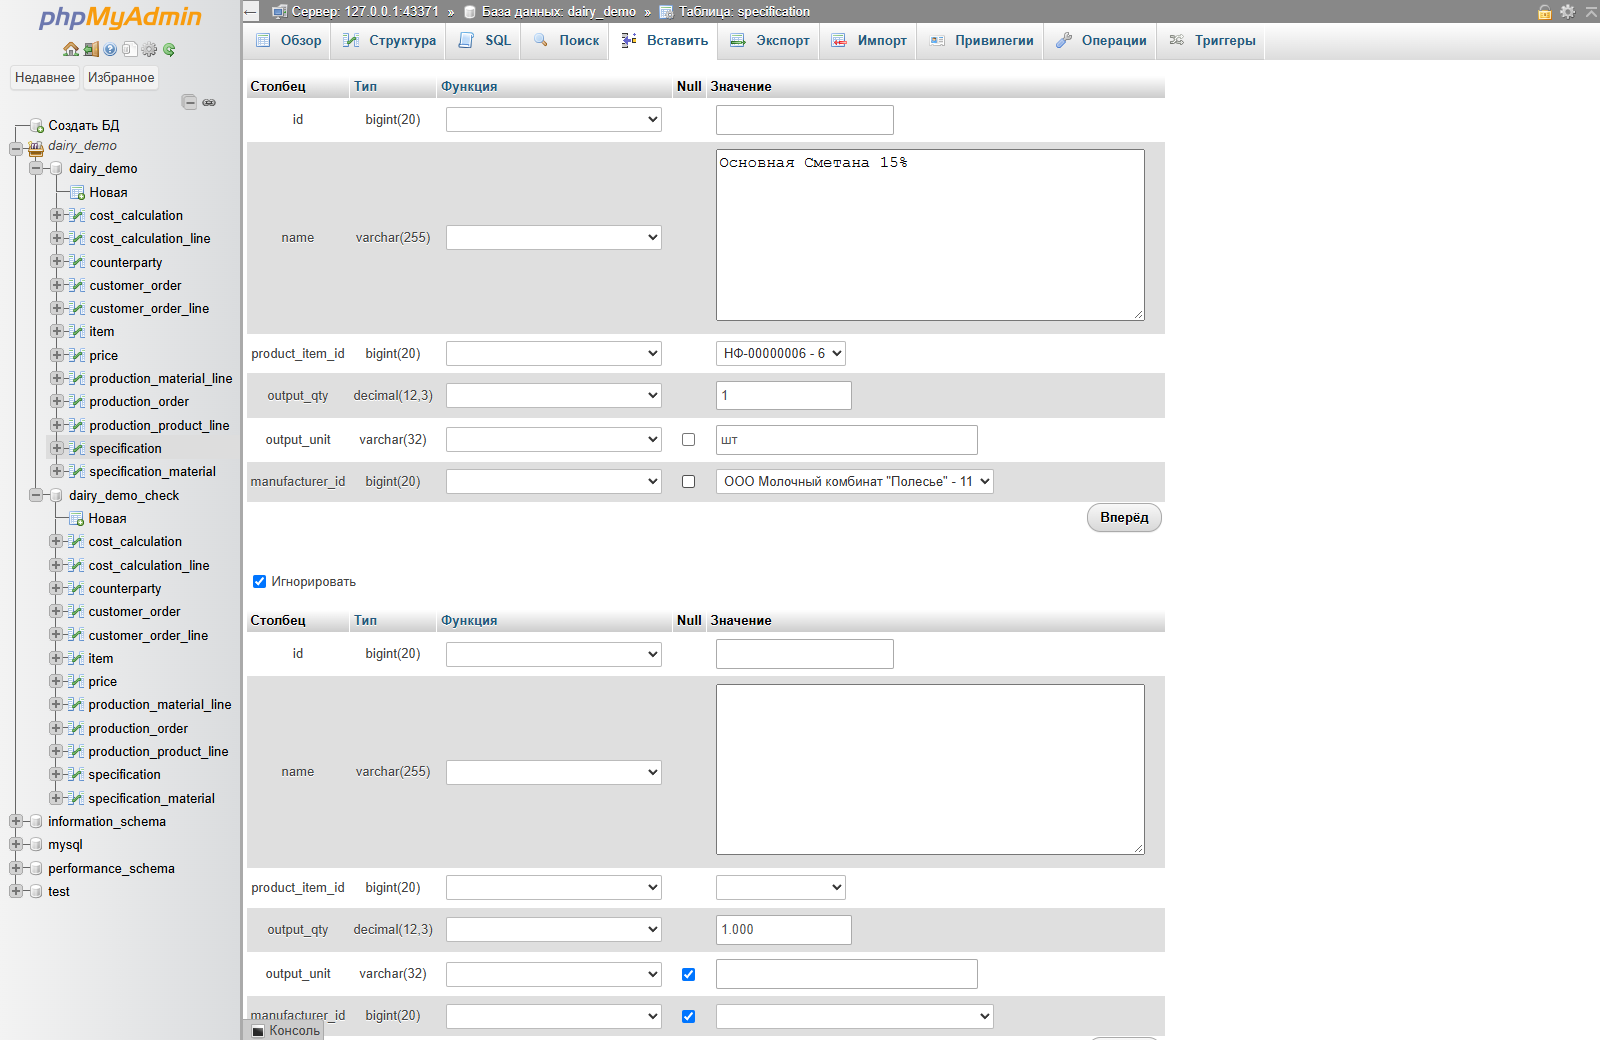 phpMyAdmin
Недавнее Избранное
Создать БД
dairy_demo
dairy_demo
Новая
cost_calculation
cost_calculation_line
counterparty
customer_order
customer_order_line
item
price
production_material_line
production_order
production_product_line
specification
specification_material
dairy_demo_check
Новая
cost_calculation
cost_calculation_line
counterparty
customer_order
customer_order_line
item
price
production_material_line
production_order
production_product_line
specification
specification_material
information_schema
mysql
performance_schema
test
Сервер: 127.0.0.1:43371 » База данных: dairy_demo » Таблица: specification
Обзор Структура SQL Поиск Вставить Экспорт Импорт Привилегии Операции Триггеры
Столбец Тип Функция Null Значение
id bigint(20)
name varchar(255) Основная Сметана 15%
product_item_id bigint(20) НФ-00000006 - 6
output_qty decimal(12,3) 1
output_unit varchar(32) шт
manufacturer_id bigint(20) ООО Молочный комбинат "Полесье" - 11
Вперёд
Игнорировать
Столбец Тип Функция Null Значение
id bigint(20)
name varchar(255)
product_item_id bigint(20)
output_qty decimal(12,3) 1.000
output_unit varchar(32)
manufacturer_id bigint(20)
Консоль